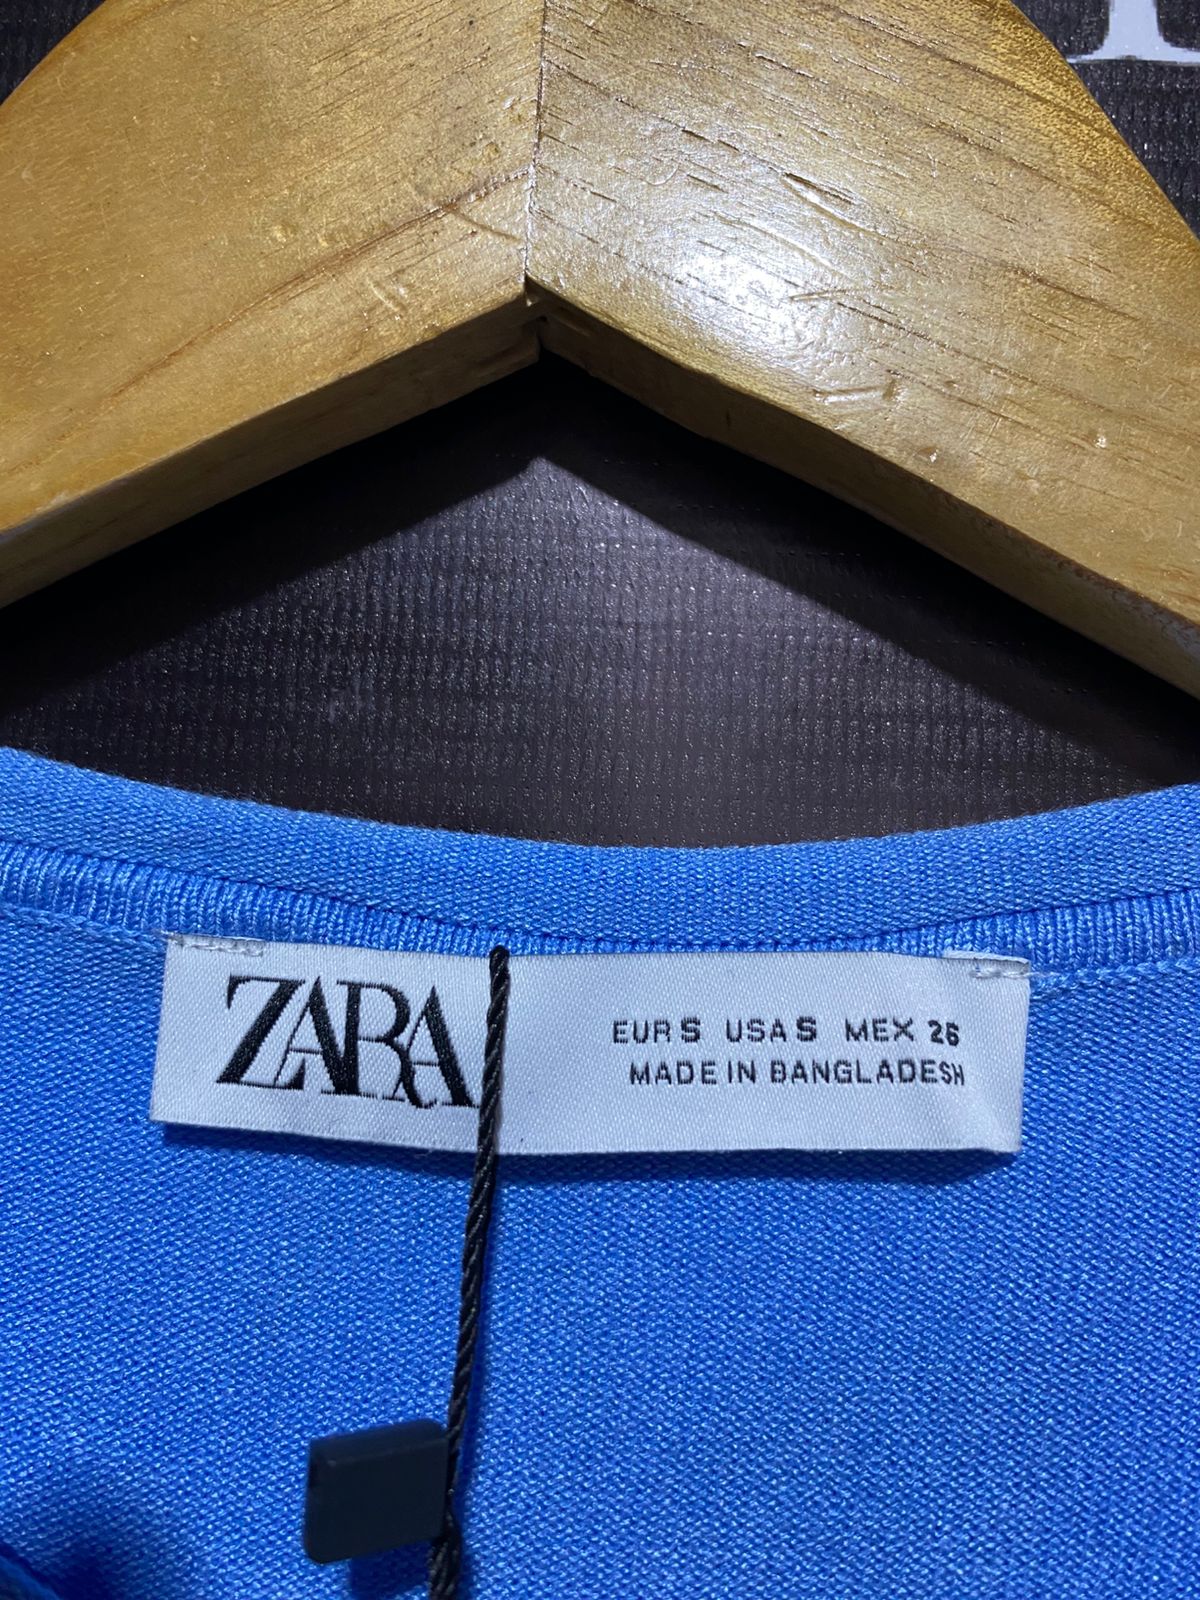 ZARA
EUR S USA S MEX 26
MADE IN BANGLADESH